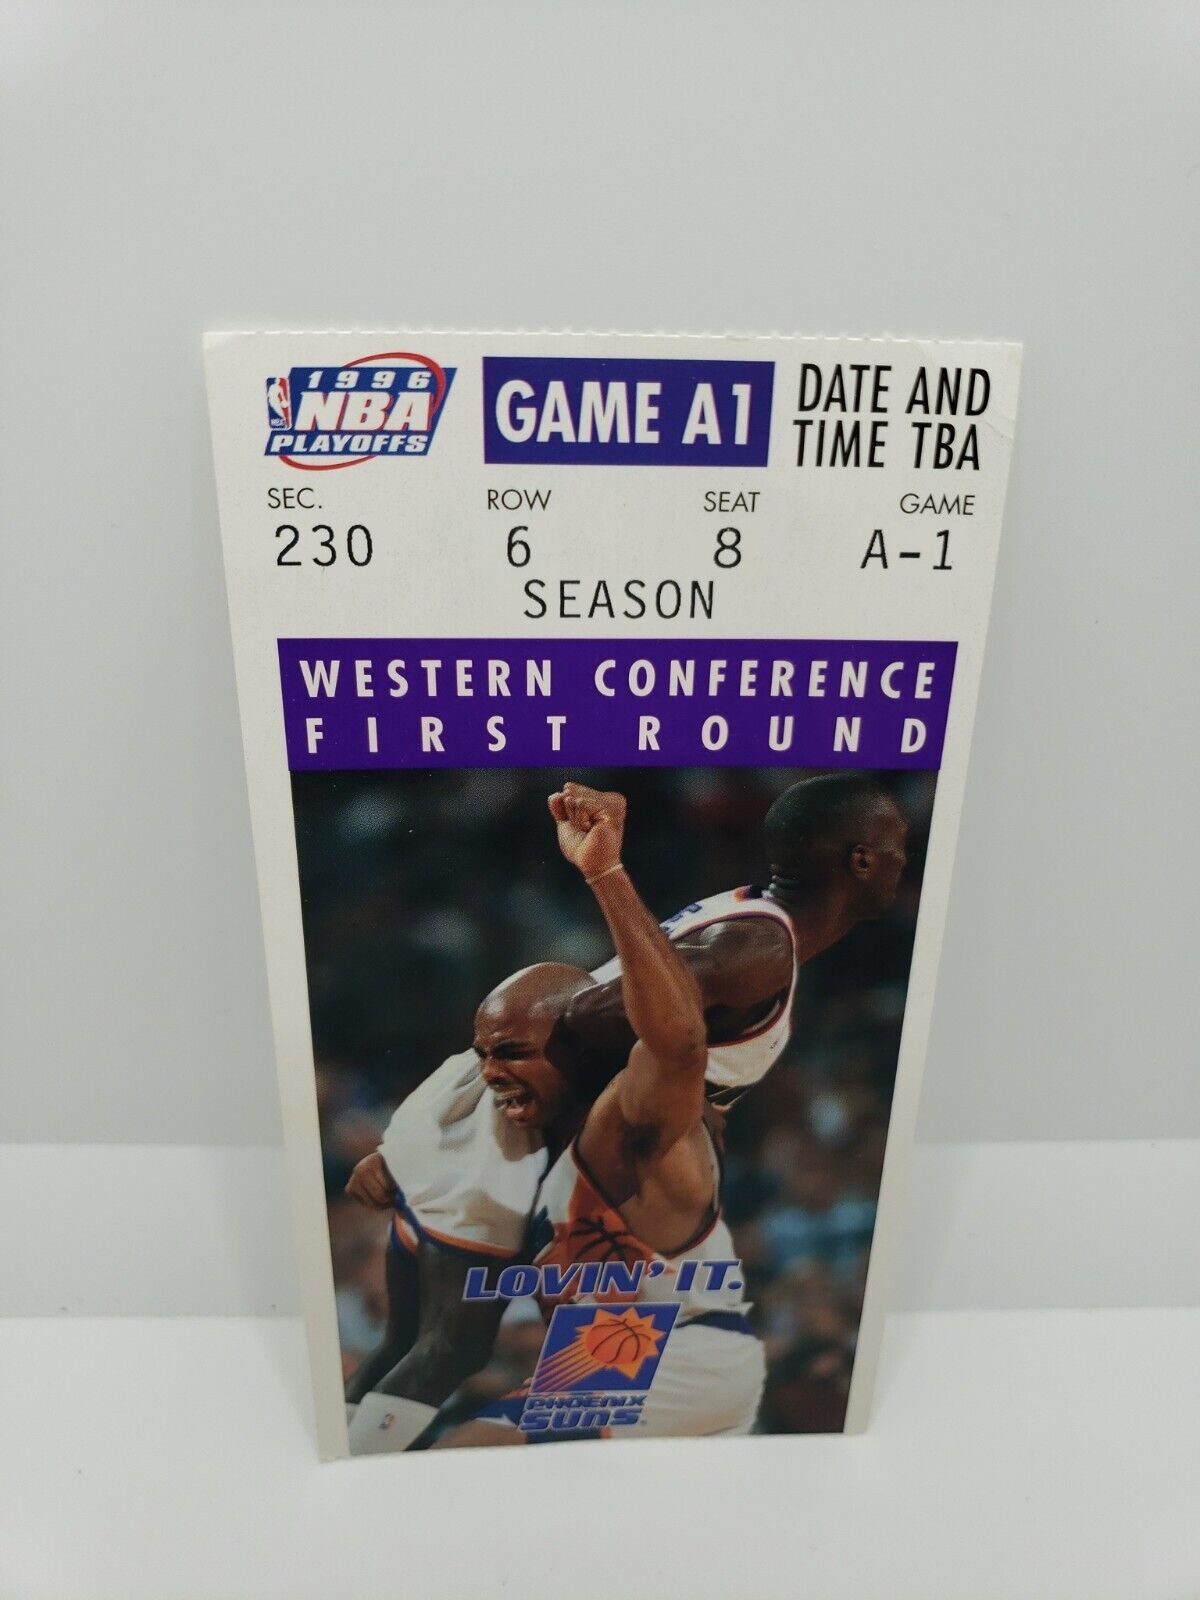 1996
NBA
PLAYOFFS
GAME A1
DATE AND
TIME TBA
SEC. ROW SEAT GAME
230 6 8 A-1
SEASON
WESTERN CONFERENCE
FIRST ROUND
LOVIN' IT.
PHOENIX
SUNS